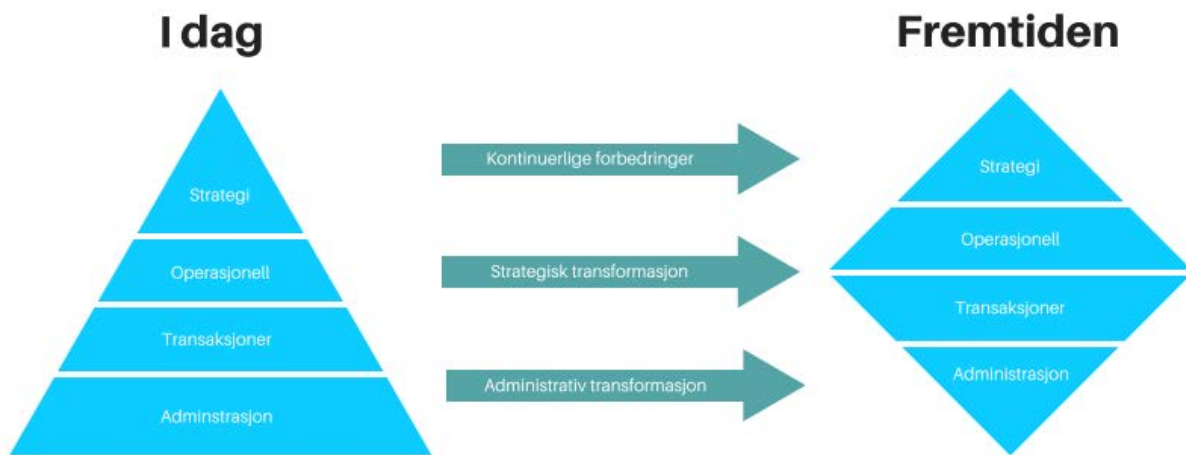 I dag
Fremtiden
Strategi
Operasjonell
Transaksjoner
Adminstrasjon
Kontinuerlige forbedringer
Strategisk transformasjon
Administrativ transformasjon
Strategi
Operasjonell
Transaksjoner
Administrasjon